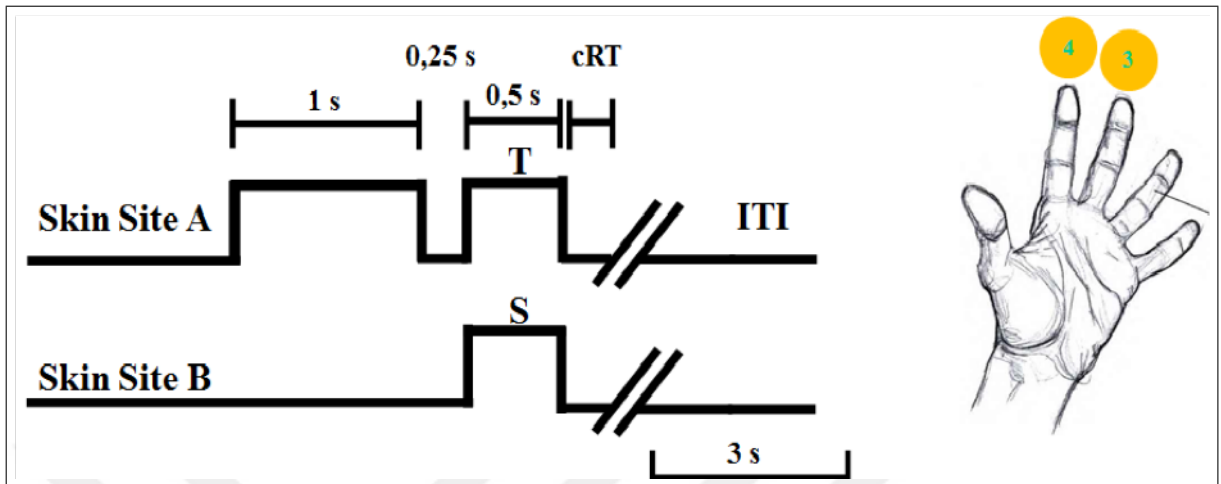 0,25 s
cRT
1 s
0,5 s
T
Skin Site A
ITI
S
Skin Site B
3 s
4
3